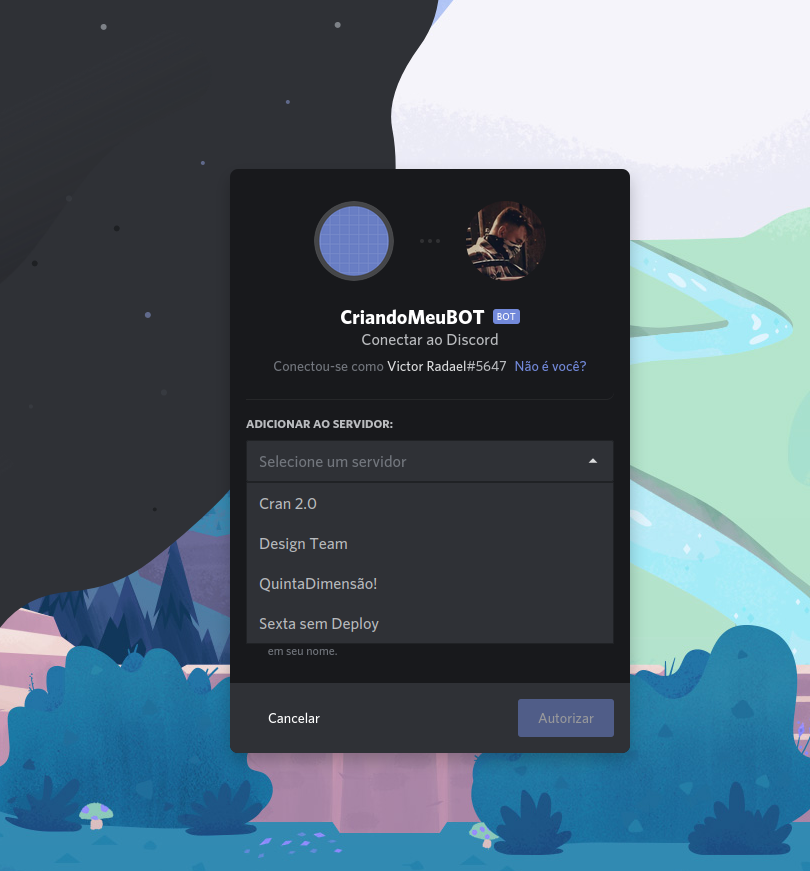 CriandoMeuBOT BOT
Conectar ao Discord
Conectou-se como Victor Radael#5647 Não é você?
ADICIONAR AO SERVIDOR:
Selecione um servidor
Cran 2.0
Design Team
QuintaDimensão!
Sexta sem Deploy
em seu nome.
Cancelar
Autorizar